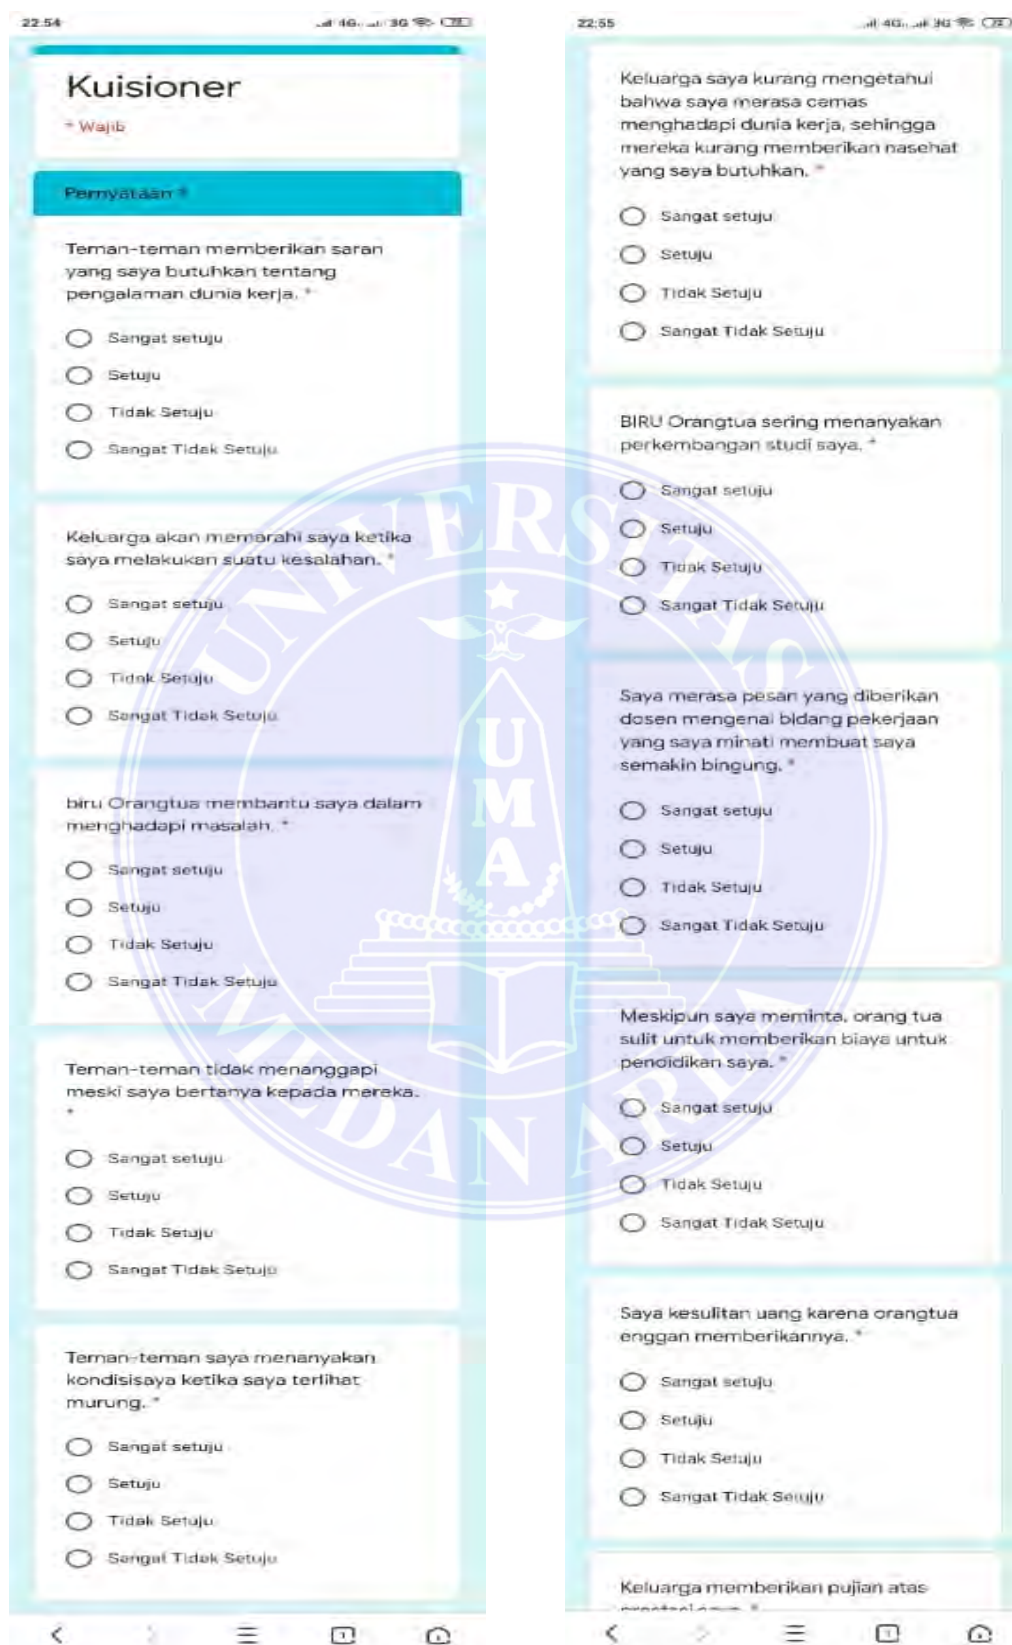 22:54
4G 3G 72
Kuisioner
* Wajib
Pernyataan *
Teman-teman memberikan saran
yang saya butuhkan tentang
pengalaman dunia kerja. *
Sangat setuju
Setuju
Tidak Setuju
Sangat Tidak Setuju
Keluarga akan memarahi saya ketika
saya melakukan suatu kesalahan. *
Sangat setuju
Setuju
Tidak Setuju
Sangat Tidak Setuju
biru Orangtua membantu saya dalam
menghadapi masalah. *
Sangat setuju
Setuju
Tidak Setuju
Sangat Tidak Setuju
Teman-teman tidak menanggapi
meski saya bertanya kepada mereka.
*
Sangat setuju
Setuju
Tidak Setuju
Sangat Tidak Setuju
Teman-teman saya menanyakan
kondisisaya ketika saya terlihat
murung. *
Sangat setuju
Setuju
Tidak Setuju
Sangat Tidak Setuju
22:55
4G 3G 72
Keluarga saya kurang mengetahui
bahwa saya merasa cemas
menghadapi dunia kerja, sehingga
mereka kurang memberikan nasehat
yang saya butuhkan. *
Sangat setuju
Setuju
Tidak Setuju
Sangat Tidak Setuju
BIRU Orangtua sering menanyakan
perkembangan studi saya. *
Sangat setuju
Setuju
Tidak Setuju
Sangat Tidak Setuju
Saya merasa pesan yang diberikan
dosen mengenai bidang pekerjaan
yang saya minati membuat saya
semakin bingung. *
Sangat setuju
Setuju
Tidak Setuju
Sangat Tidak Setuju
Meskipun saya meminta, orang tua
sulit untuk memberikan biaya untuk
pendidikan saya. *
Sangat setuju
Setuju
Tidak Setuju
Sangat Tidak Setuju
Saya kesulitan uang karena orangtua
enggan memberikannya. *
Sangat setuju
Setuju
Tidak Setuju
Sangat Tidak Setuju
Keluarga memberikan pujian atas
UNIVERSITAS
UMA
MEDAN AREA